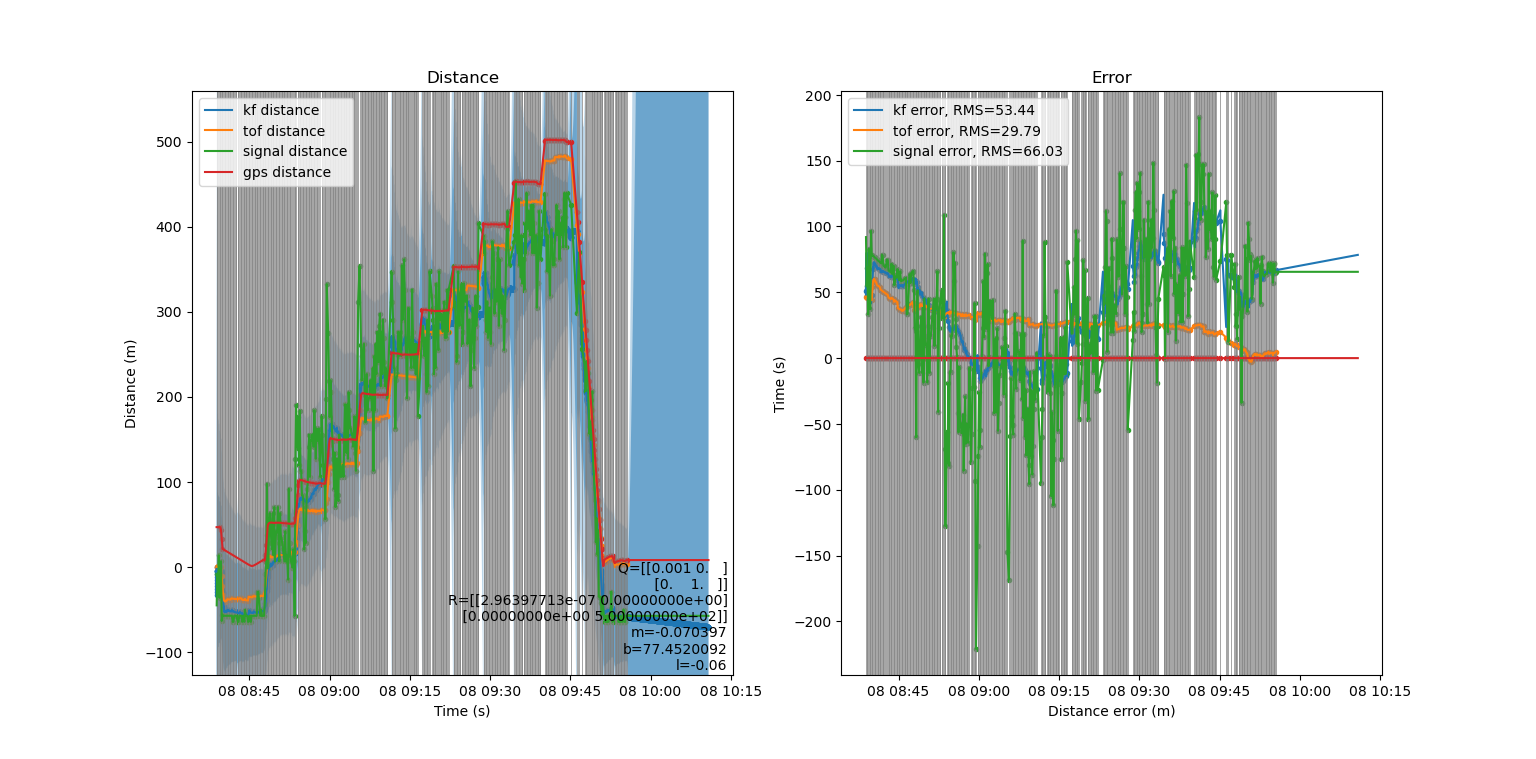 Distance
kf distance
tof distance
signal distance
gps distance
500
400
300
200
100
0
−100
Distance (m)
Q=[[0.001 0.   ]
[0.    1.   ]]
R=[[2.96397713e-07 0.00000000e+00]
[0.00000000e+00 5.00000000e+02]]
m=-0.070397
b=77.4520092
l=-0.06
08 08:45 08 09:00 08 09:15 08 09:30 08 09:45 08 10:00 08 10:15
Time (s)
Error
kf error, RMS=53.44
tof error, RMS=29.79
signal error, RMS=66.03
200
150
100
50
0
−50
−100
−150
−200
Time (s)
08 08:45 08 09:00 08 09:15 08 09:30 08 09:45 08 10:00 08 10:15
Distance error (m)